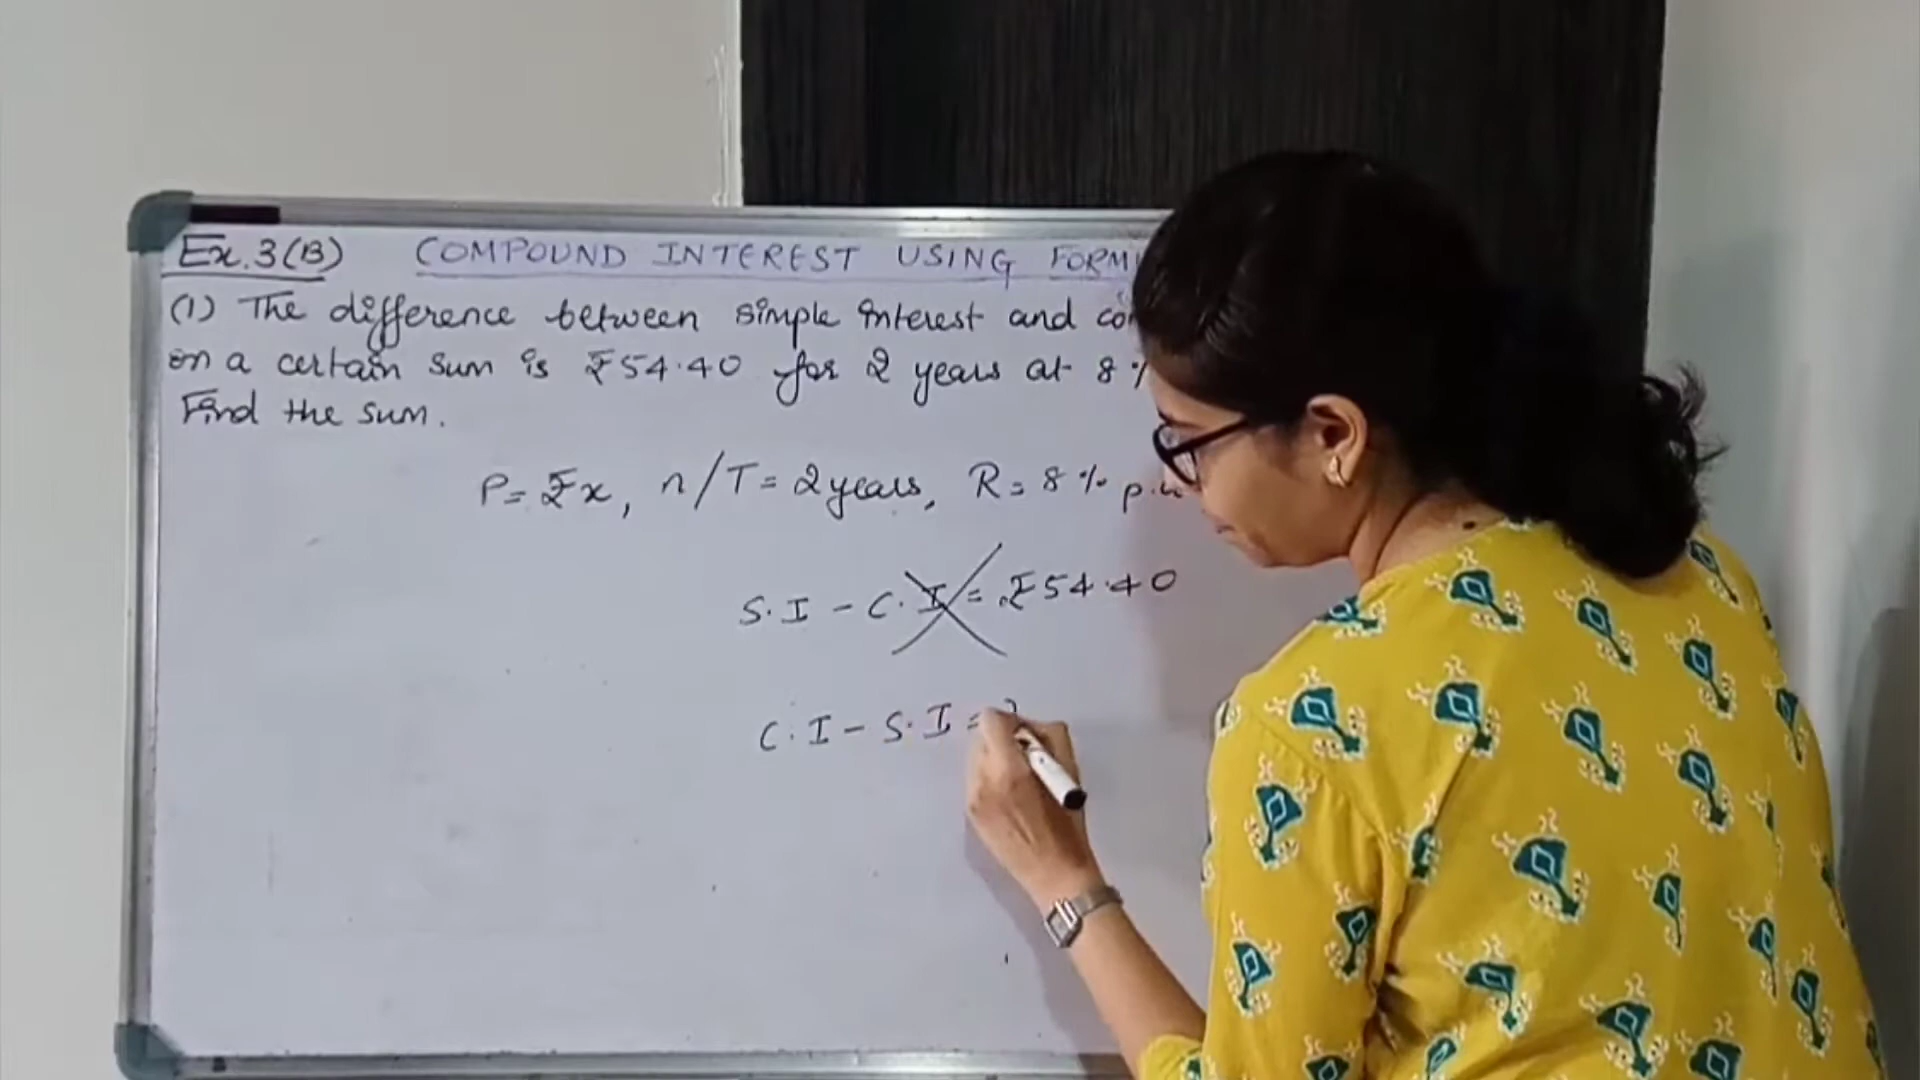 Ex. 3(B) COMPOUND INTEREST USING
(1) The difference between simple interest and
on a certain sum is ₹54.40 for 2 years at 8 %
Find the sum.
P= ₹x, n/T= 2 years, R= 8 %
S.I - C.I = ₹54.40
C.I - S.I =